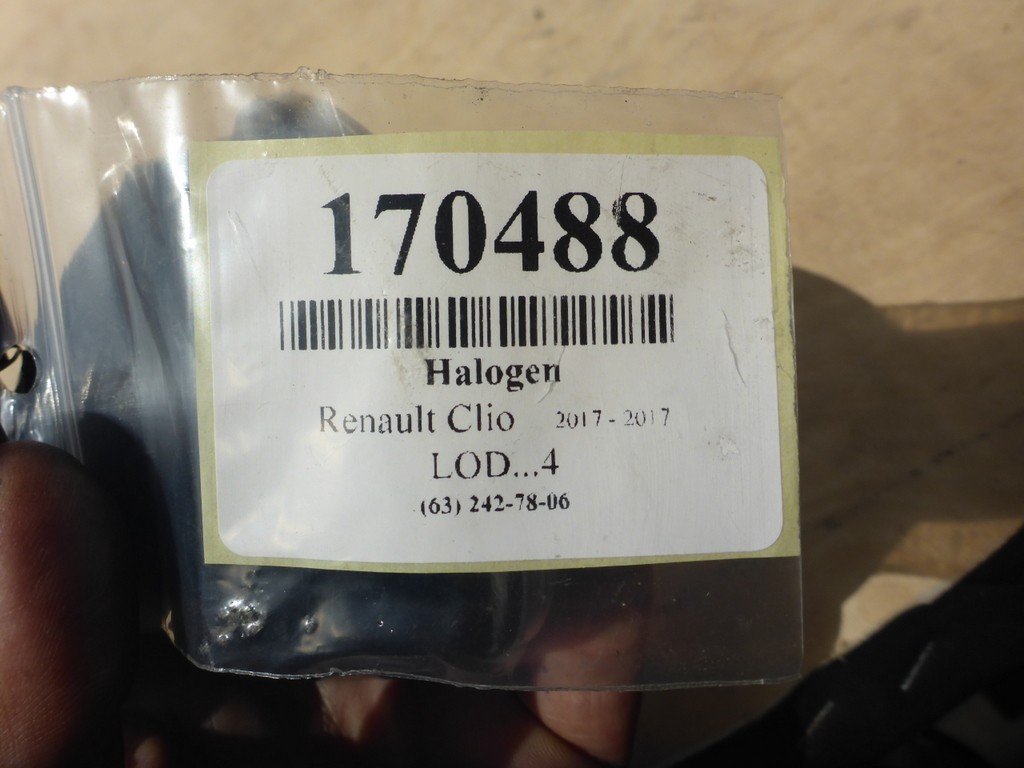 170488
Halogen
Renault Clio 2017 - 2017
LOD...4
(63) 242-78-06